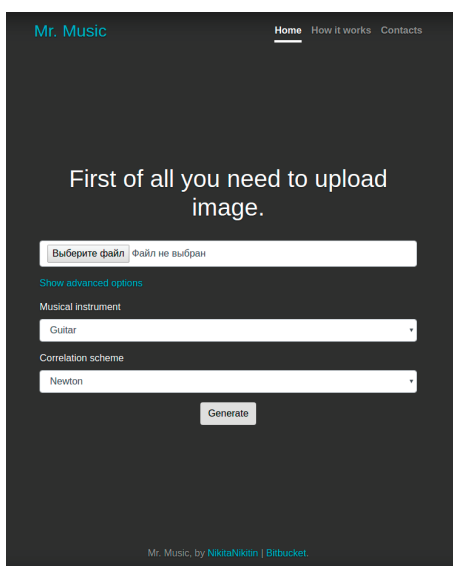 Mr. Music
Home How it works Contacts
First of all you need to upload
image.
Выберите файл Файл не выбран
Show advanced options
Musical instrument
Guitar
Correlation scheme
Newton
Generate
Mr. Music, by NikitaNikitin | Bitbucket.